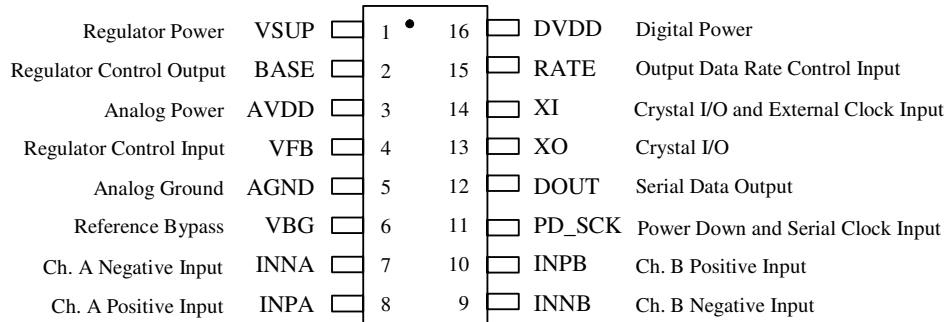 Regulator Power VSUP 1 16 DVDD Digital Power
Regulator Control Output BASE 2 15 RATE Output Data Rate Control Input
Analog Power AVDD 3 14 XI Crystal I/O and External Clock Input
Regulator Control Input VFB 4 13 XO Crystal I/O
Analog Ground AGND 5 12 DOUT Serial Data Output
Reference Bypass VBG 6 11 PD_SCK Power Down and Serial Clock Input
Ch. A Negative Input INNA 7 10 INPB Ch. B Positive Input
Ch. A Positive Input INPA 8 9 INNB Ch. B Negative Input